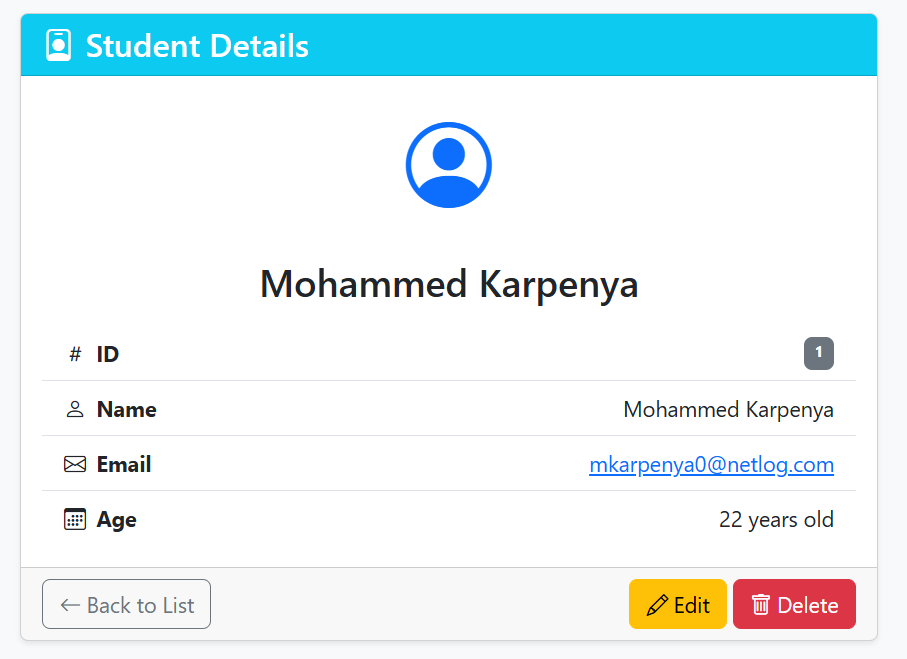 Student Details
Mohammed Karpenya
# ID 1
Name Mohammed Karpenya
Email mkarpenya0@netlog.com
Age 22 years old
← Back to List Edit Delete